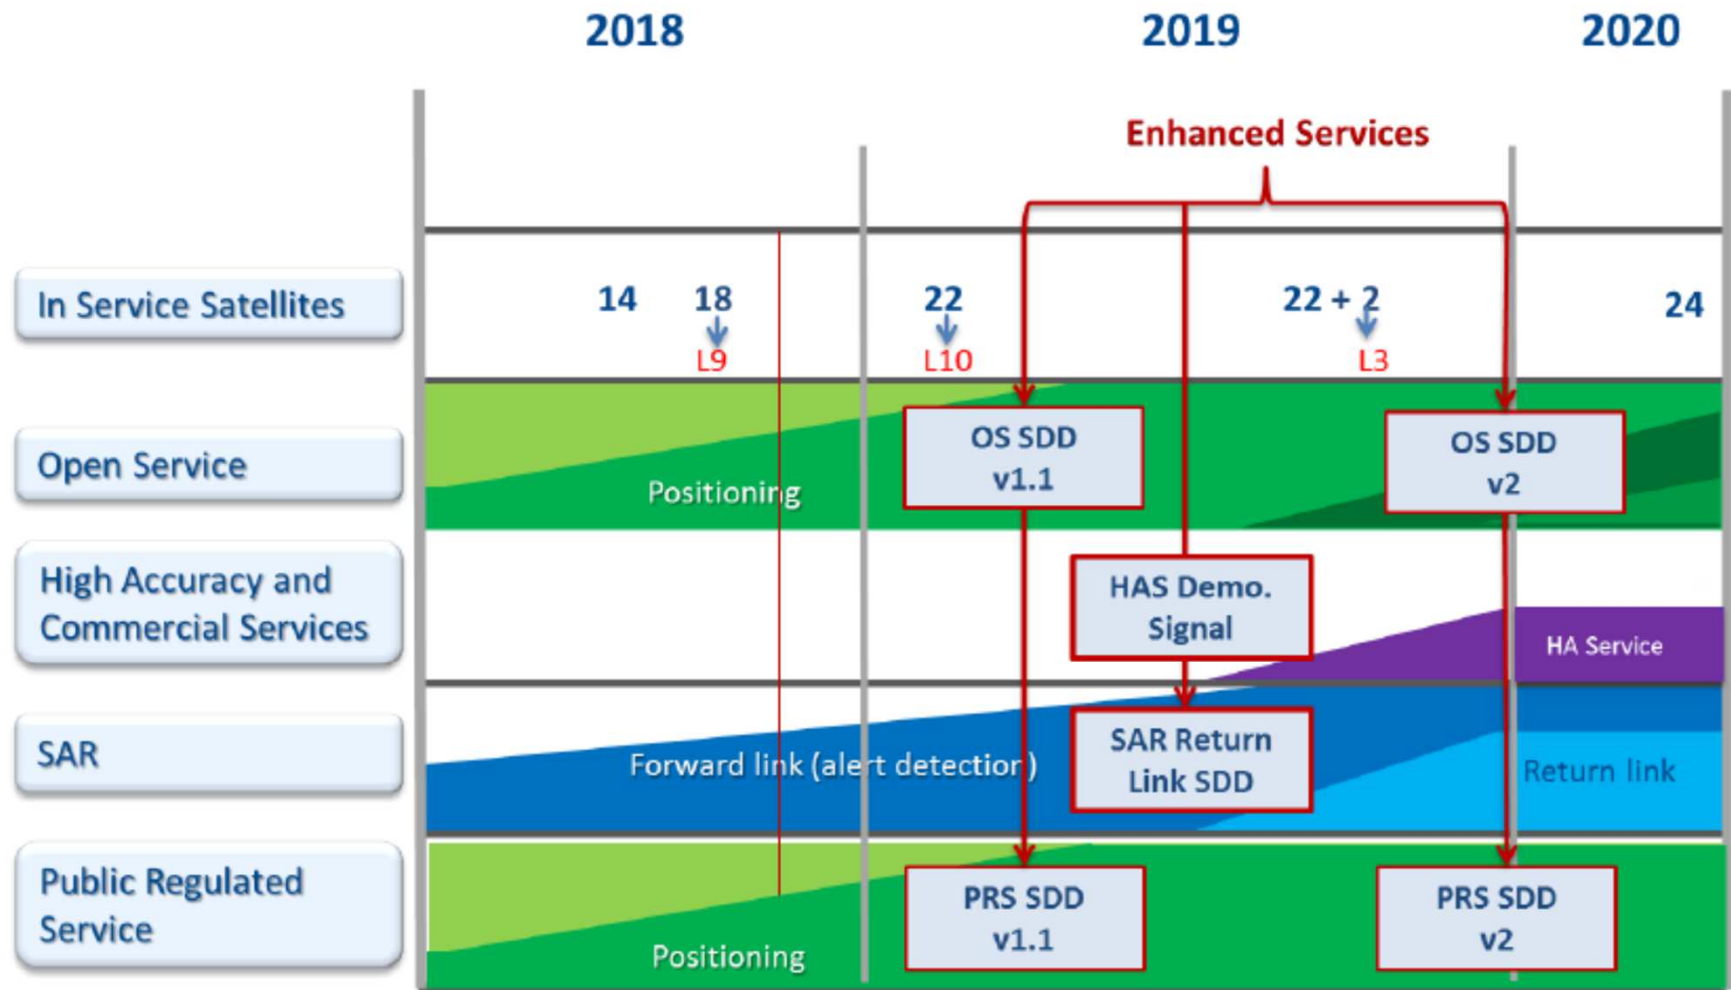 2018 2019 2020
Enhanced Services
In Service Satellites
14 18 22 22 + 2 24
L9 L10 L3
Open Service
Positioning
OS SDD
v1.1
OS SDD
v2
High Accuracy and
Commercial Services
HAS Demo.
Signal
HA Service
SAR
Forward link (alert detection)
SAR Return
Link SDD
Return link
Public Regulated
Service
Positioning
PRS SDD
v1.1
PRS SDD
v2